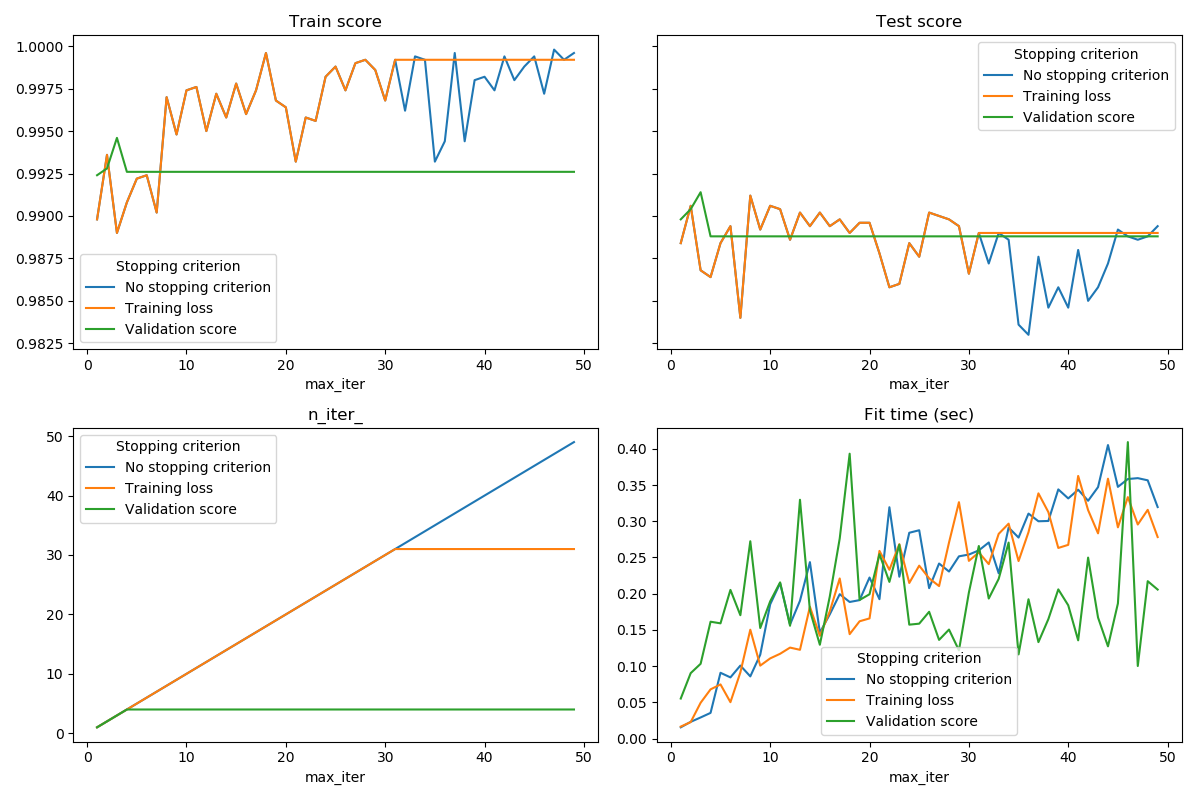 Train score
1.0000
0.9975
0.9950
0.9925
0.9900
0.9875
0.9850
0.9825
Stopping criterion
No stopping criterion
Training loss
Validation score
0 10 20 30 40 50
max_iter
Test score
Stopping criterion
No stopping criterion
Training loss
Validation score
0 10 20 30 40 50
max_iter
n_iter_
50
40
30
20
10
0
Stopping criterion
No stopping criterion
Training loss
Validation score
0 10 20 30 40 50
max_iter
Fit time (sec)
0.40
0.35
0.30
0.25
0.20
0.15
0.10
0.05
0.00
Stopping criterion
No stopping criterion
Training loss
Validation score
0 10 20 30 40 50
max_iter